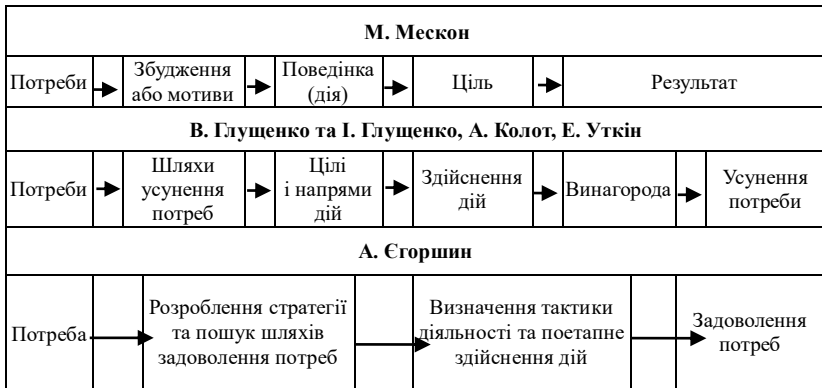 М. Мескон
Потреби
Збудження
або мотиви
Поведінка
(дія)
Ціль
Результат
В. Глущенко та І. Глущенко, А. Колот, Е. Уткін
Потреби
Шляхи
усунення
потреб
Цілі
і напрями
дій
Здійснення
дій
Винагорода
Усунення
потреби
А. Єгоршин
Потреба
Розроблення стратегії
та пошук шляхів
задоволення потреб
Визначення тактики
діяльності та поетапне
здійснення дій
Задоволення
потреб